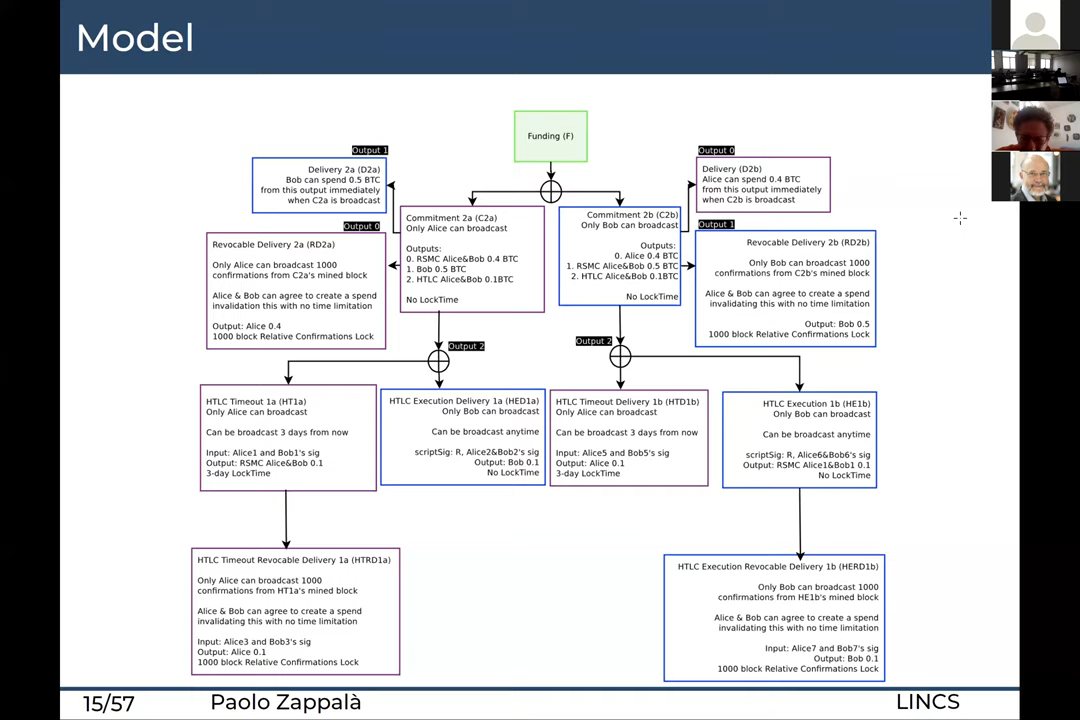 Model
Funding (F)
Output 1
Delivery 2a (D2a)
Bob can spend 0.5 BTC
from this output immediately
when C2a is broadcast
Output 0
Delivery (D2b)
Alice can spend 0.4 BTC
from this output immediately
when C2b is broadcast
Commitment 2a (C2a)
Only Alice can broadcast
Outputs:
0. RSMC Alice&Bob 0.4 BTC
1. Bob 0.5 BTC
2. HTLC Alice&Bob 0.1BTC
No LockTime
Commitment 2b (C2b)
Only Bob can broadcast
Outputs:
0. Alice 0.4 BTC
1. RSMC Alice&Bob 0.5 BTC
2. HTLC Alice&Bob 0.1BTC
No LockTime
Output 0
Revocable Delivery 2a (RD2a)
Only Alice can broadcast 1000
confirmations from C2a's mined block
Alice & Bob can agree to create a spend
invalidation this with no time limitation
Output: Alice 0.4
1000 block Relative Confirmations Lock
Output 1
Revocable Delivery 2b (RD2b)
Only Bob can broadcast 1000
confirmations from C2b's mined block
Alice & Bob can agree to create a spend
invalidating this with no time limitation
Output: Bob 0.5
1000 block Relative Confirmations Lock
Output 2
Output 2
HTLC Timeout 1a (HT1a)
Only Alice can broadcast
Can be broadcast 3 days from now
Input: Alice1 and Bob1's sig
Output: RSMC Alice&Bob 0.1
3-day LockTime
HTLC Execution Delivery 1a (HED1a)
Only Bob can broadcast
Can be broadcast anytime
scriptSig: R, Alice2&Bob2's sig
Output: Bob 0.1
No LockTime
HTLC Timeout Delivery 1b (HTD1b)
Only Alice can broadcast
Can be broadcast 3 days from now
Input: Alice5 and Bob5's sig
Output: Alice 0.1
3-day LockTime
HTLC Execution 1b (HE1b)
Only Bob can broadcast
Can be broadcast anytime
scriptSig: R, Alice6&Bob6's sig
Output: RSMC Alice1&Bob1 0.1
No LockTime
HTLC Timeout Revocable Delivery 1a (HTRD1a)
Only Alice can broadcast 1000
confirmations from HT1a's mined block
Alice & Bob can agree to create a spend
invalidating this with no time limitation
Input: Alice3 and Bob3's sig
Output: Alice 0.1
1000 block Relative Confirmations Lock
HTLC Execution Revocable Delivery 1b (HERD1b)
Only Bob can broadcast 1000
confirmations from HE1b's mined block
Alice & Bob can agree to create a spend
invalidating this with no time limitation
Input: Alice7 and Bob7's sig
Output: Bob 0.1
1000 block Relative Confirmations Lock
15/57
Paolo Zappalà
LINCS